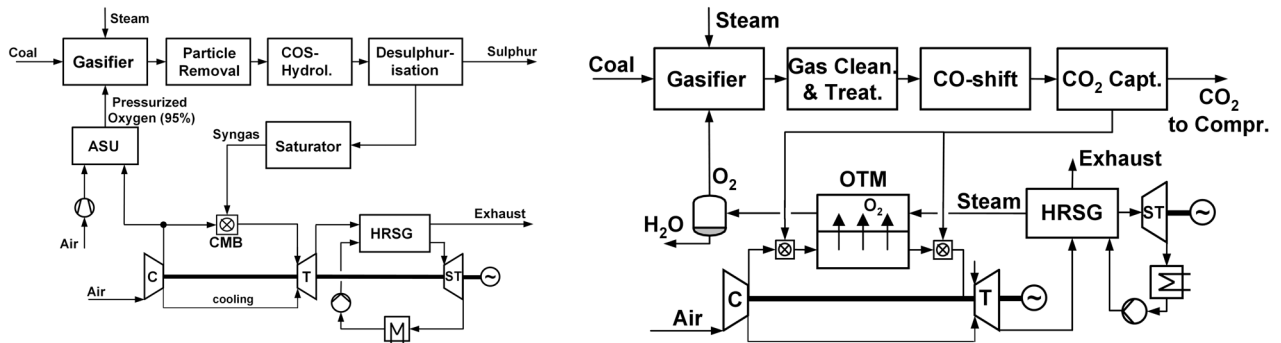 Steam
Coal
Gasifier
Particle
Removal
COS-
Hydrol.
Desulphur-
isation
Sulphur
Pressurized
Oxygen (95%)
ASU
Syngas
Saturator
Air
CMB
HRSG
Exhaust
C
T
ST
~
Air
cooling
M
Steam
Coal
Gasifier
Gas Clean.
& Treat.
CO-shift
CO₂ Capt.
CO₂
to Compr.
O₂
OTM
O₂
Exhaust
Steam
HRSG
ST
~
H₂O
C
T
~
Air